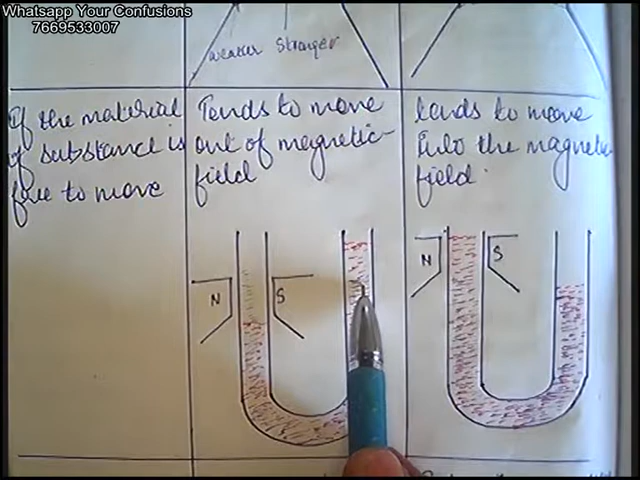 Whatsapp Your Confusions
7669533007
weaker Stronger
If the material
of substance is
free to move
Tends to move
out of magnetic
field
tends to move
Into the magnetic
field.
N
S
N
S